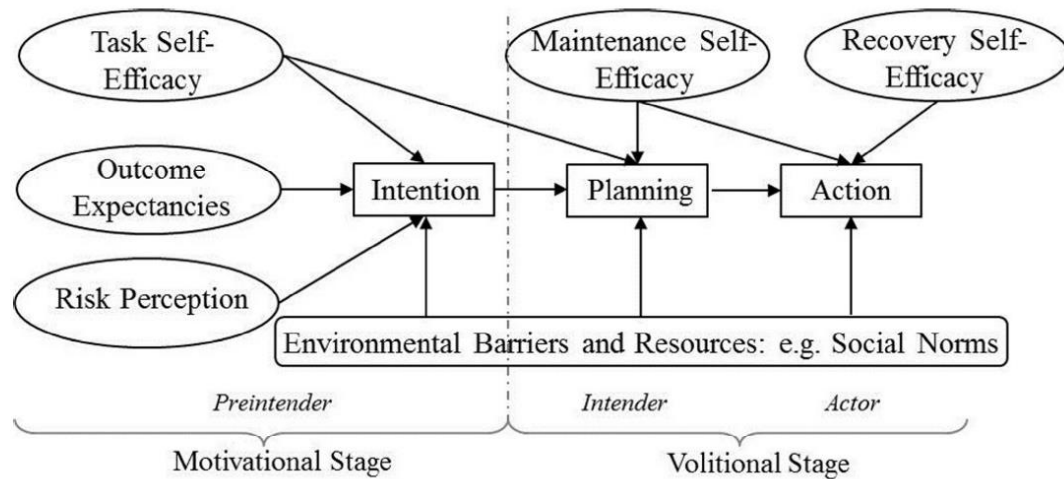 Task Self-
Efficacy
Maintenance Self-
Efficacy
Recovery Self-
Efficacy
Outcome
Expectancies
Intention
Planning
Action
Risk Perception
Environmental Barriers and Resources: e.g. Social Norms
Preintender
Intender
Actor
Motivational Stage
Volitional Stage